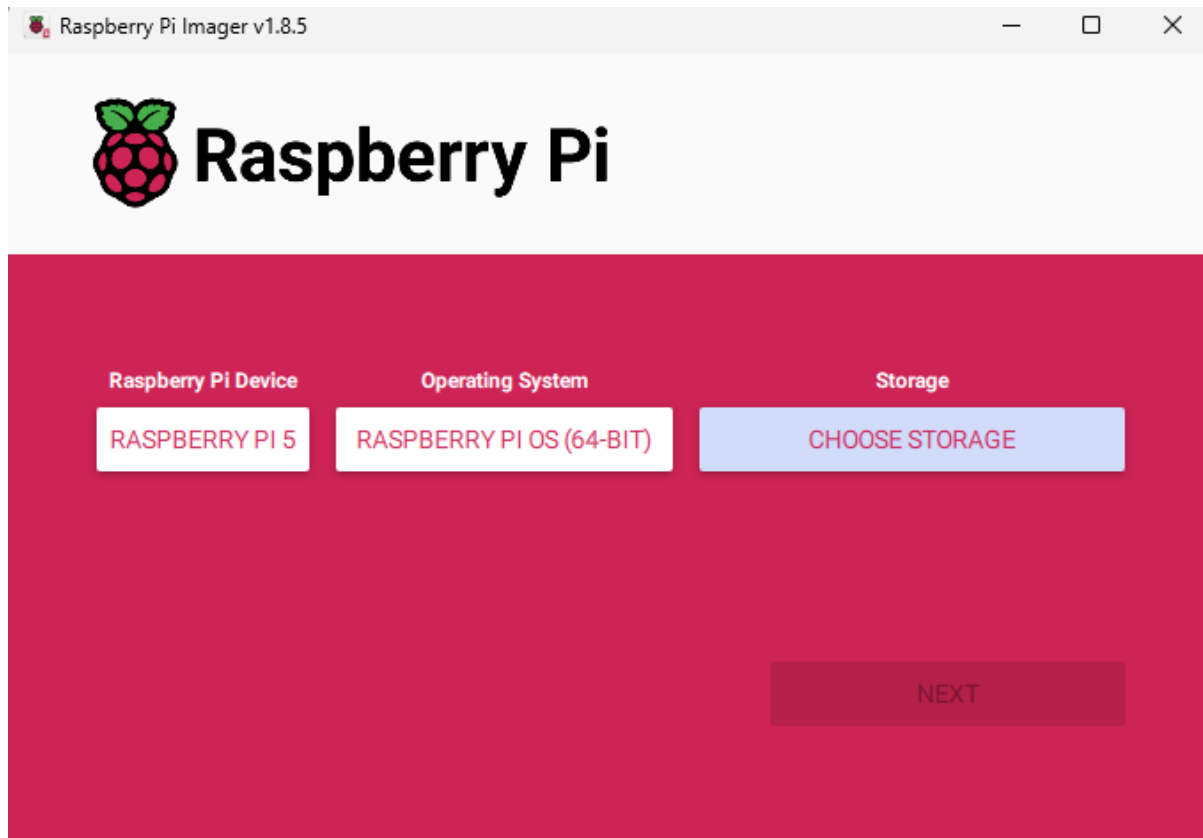 Raspberry Pi Imager v1.8.5
Raspberry Pi
Raspberry Pi Device Operating System Storage
RASPBERRY PI 5 RASPBERRY PI OS (64-BIT) CHOOSE STORAGE
NEXT